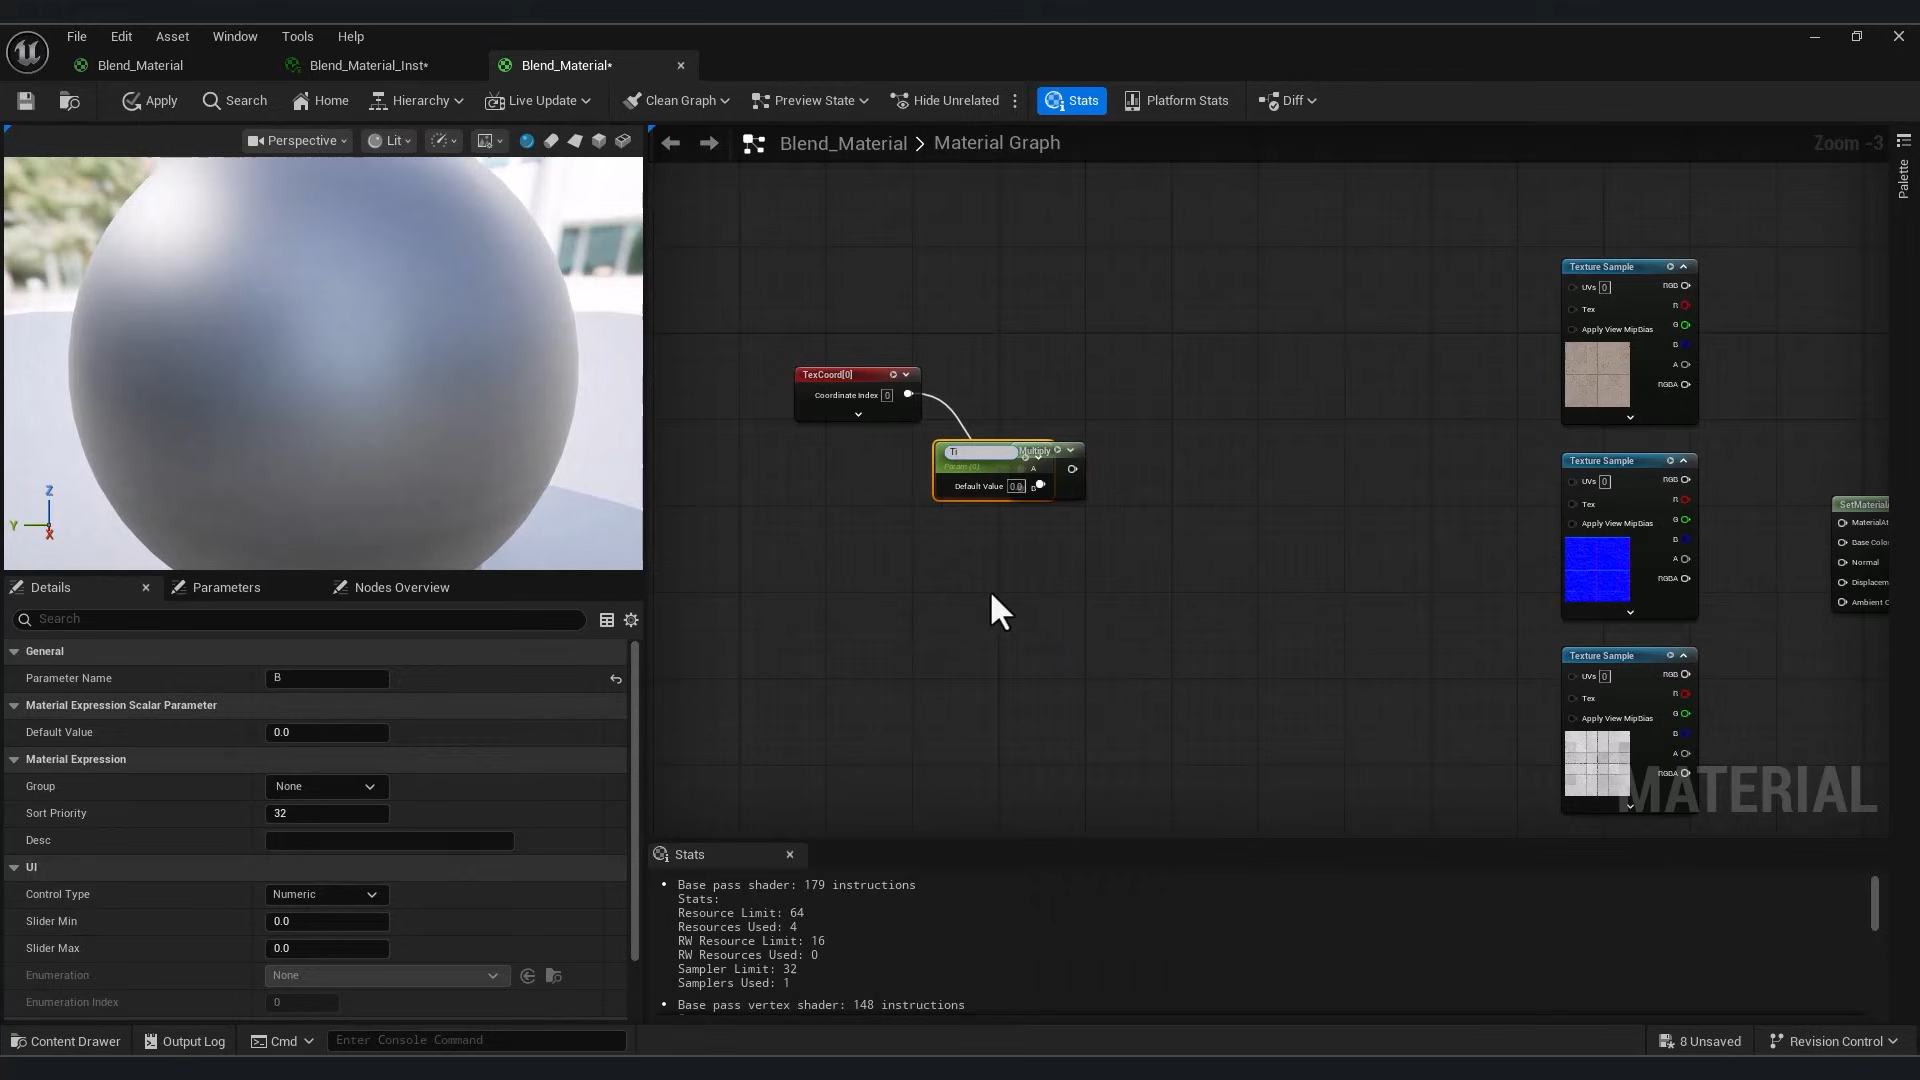 File Edit Asset Window Tools Help
Blend_Material Blend_Material_Inst* Blend_Material*
Apply Search Home Hierarchy Live Update Clean Graph Preview State Hide Unrelated Stats Platform Stats Diff
Perspective Lit
Blend_Material > Material Graph Zoom -3
Palette
Texture Sample
UVs 0 RGB
R
Tex
G
Apply View MipBias
B
A
RGBA
TexCoord[0]
Coordinate Index 0
Ti
Multiply
Param (0)
A
Default Value 0.0
B
Texture Sample
UVs 0 RGB
R
Tex
G
Apply View MipBias
B
A
RGBA
SetMaterial
MaterialAt
Base Colo
Normal
Displacem
Ambient O
Texture Sample
UVs 0 RGB
R
Tex
G
Apply View MipBias
B
A
RGBA
MATERIAL
Z
Y
X
Details Parameters Nodes Overview
Search
General
Parameter Name B
Material Expression Scalar Parameter
Default Value 0.0
Material Expression
Group None
Sort Priority 32
Desc
UI
Control Type Numeric
Slider Min 0.0
Slider Max 0.0
Enumeration None
Enumeration Index 0
Stats
Base pass shader: 179 instructions
Stats:
Resource Limit: 64
Resources Used: 4
RW Resource Limit: 16
RW Resources Used: 0
Sampler Limit: 32
Samplers Used: 1
Base pass vertex shader: 148 instructions
Content Drawer Output Log Cmd Enter Console Command 8 Unsaved Revision Control